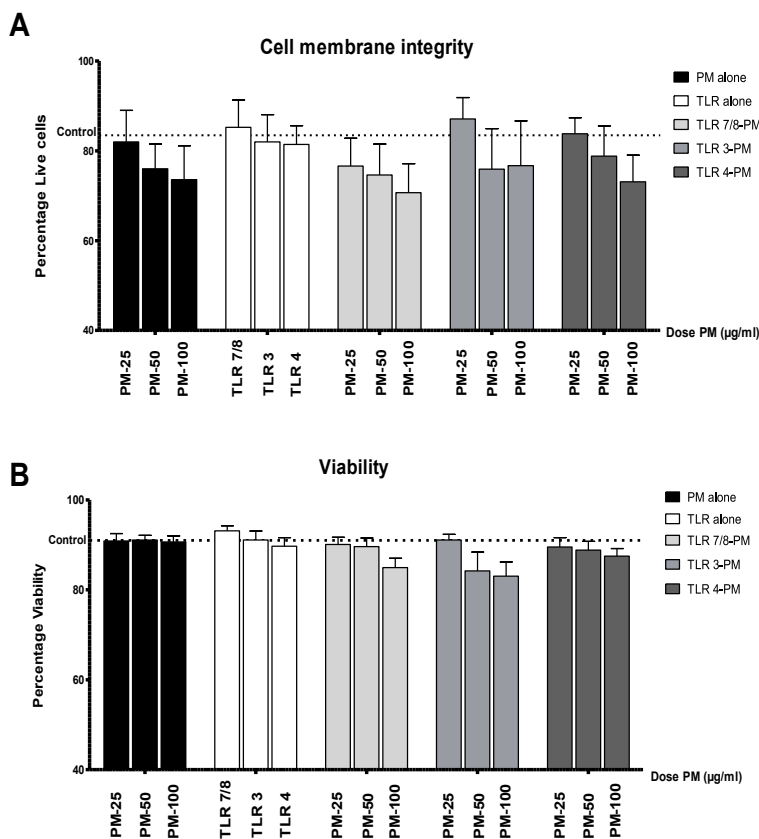 A
Cell membrane integrity
100
80
60
40
Control
Percentage Live cells
PM alone
TLR alone
TLR 7/8-PM
TLR 3-PM
TLR 4-PM
Dose PM (µg/ml)
PM-25
PM-50
PM-100
TLR 7/8
TLR 3
TLR 4
PM-25
PM-50
PM-100
PM-25
PM-50
PM-100
PM-25
PM-50
PM-100
B
Viability
100
80
60
40
Control
Percentage Viability
PM alone
TLR alone
TLR 7/8-PM
TLR 3-PM
TLR 4-PM
Dose PM (µg/ml)
PM-25
PM-50
PM-100
TLR 7/8
TLR 3
TLR 4
PM-25
PM-50
PM-100
PM-25
PM-50
PM-100
PM-25
PM-50
PM-100